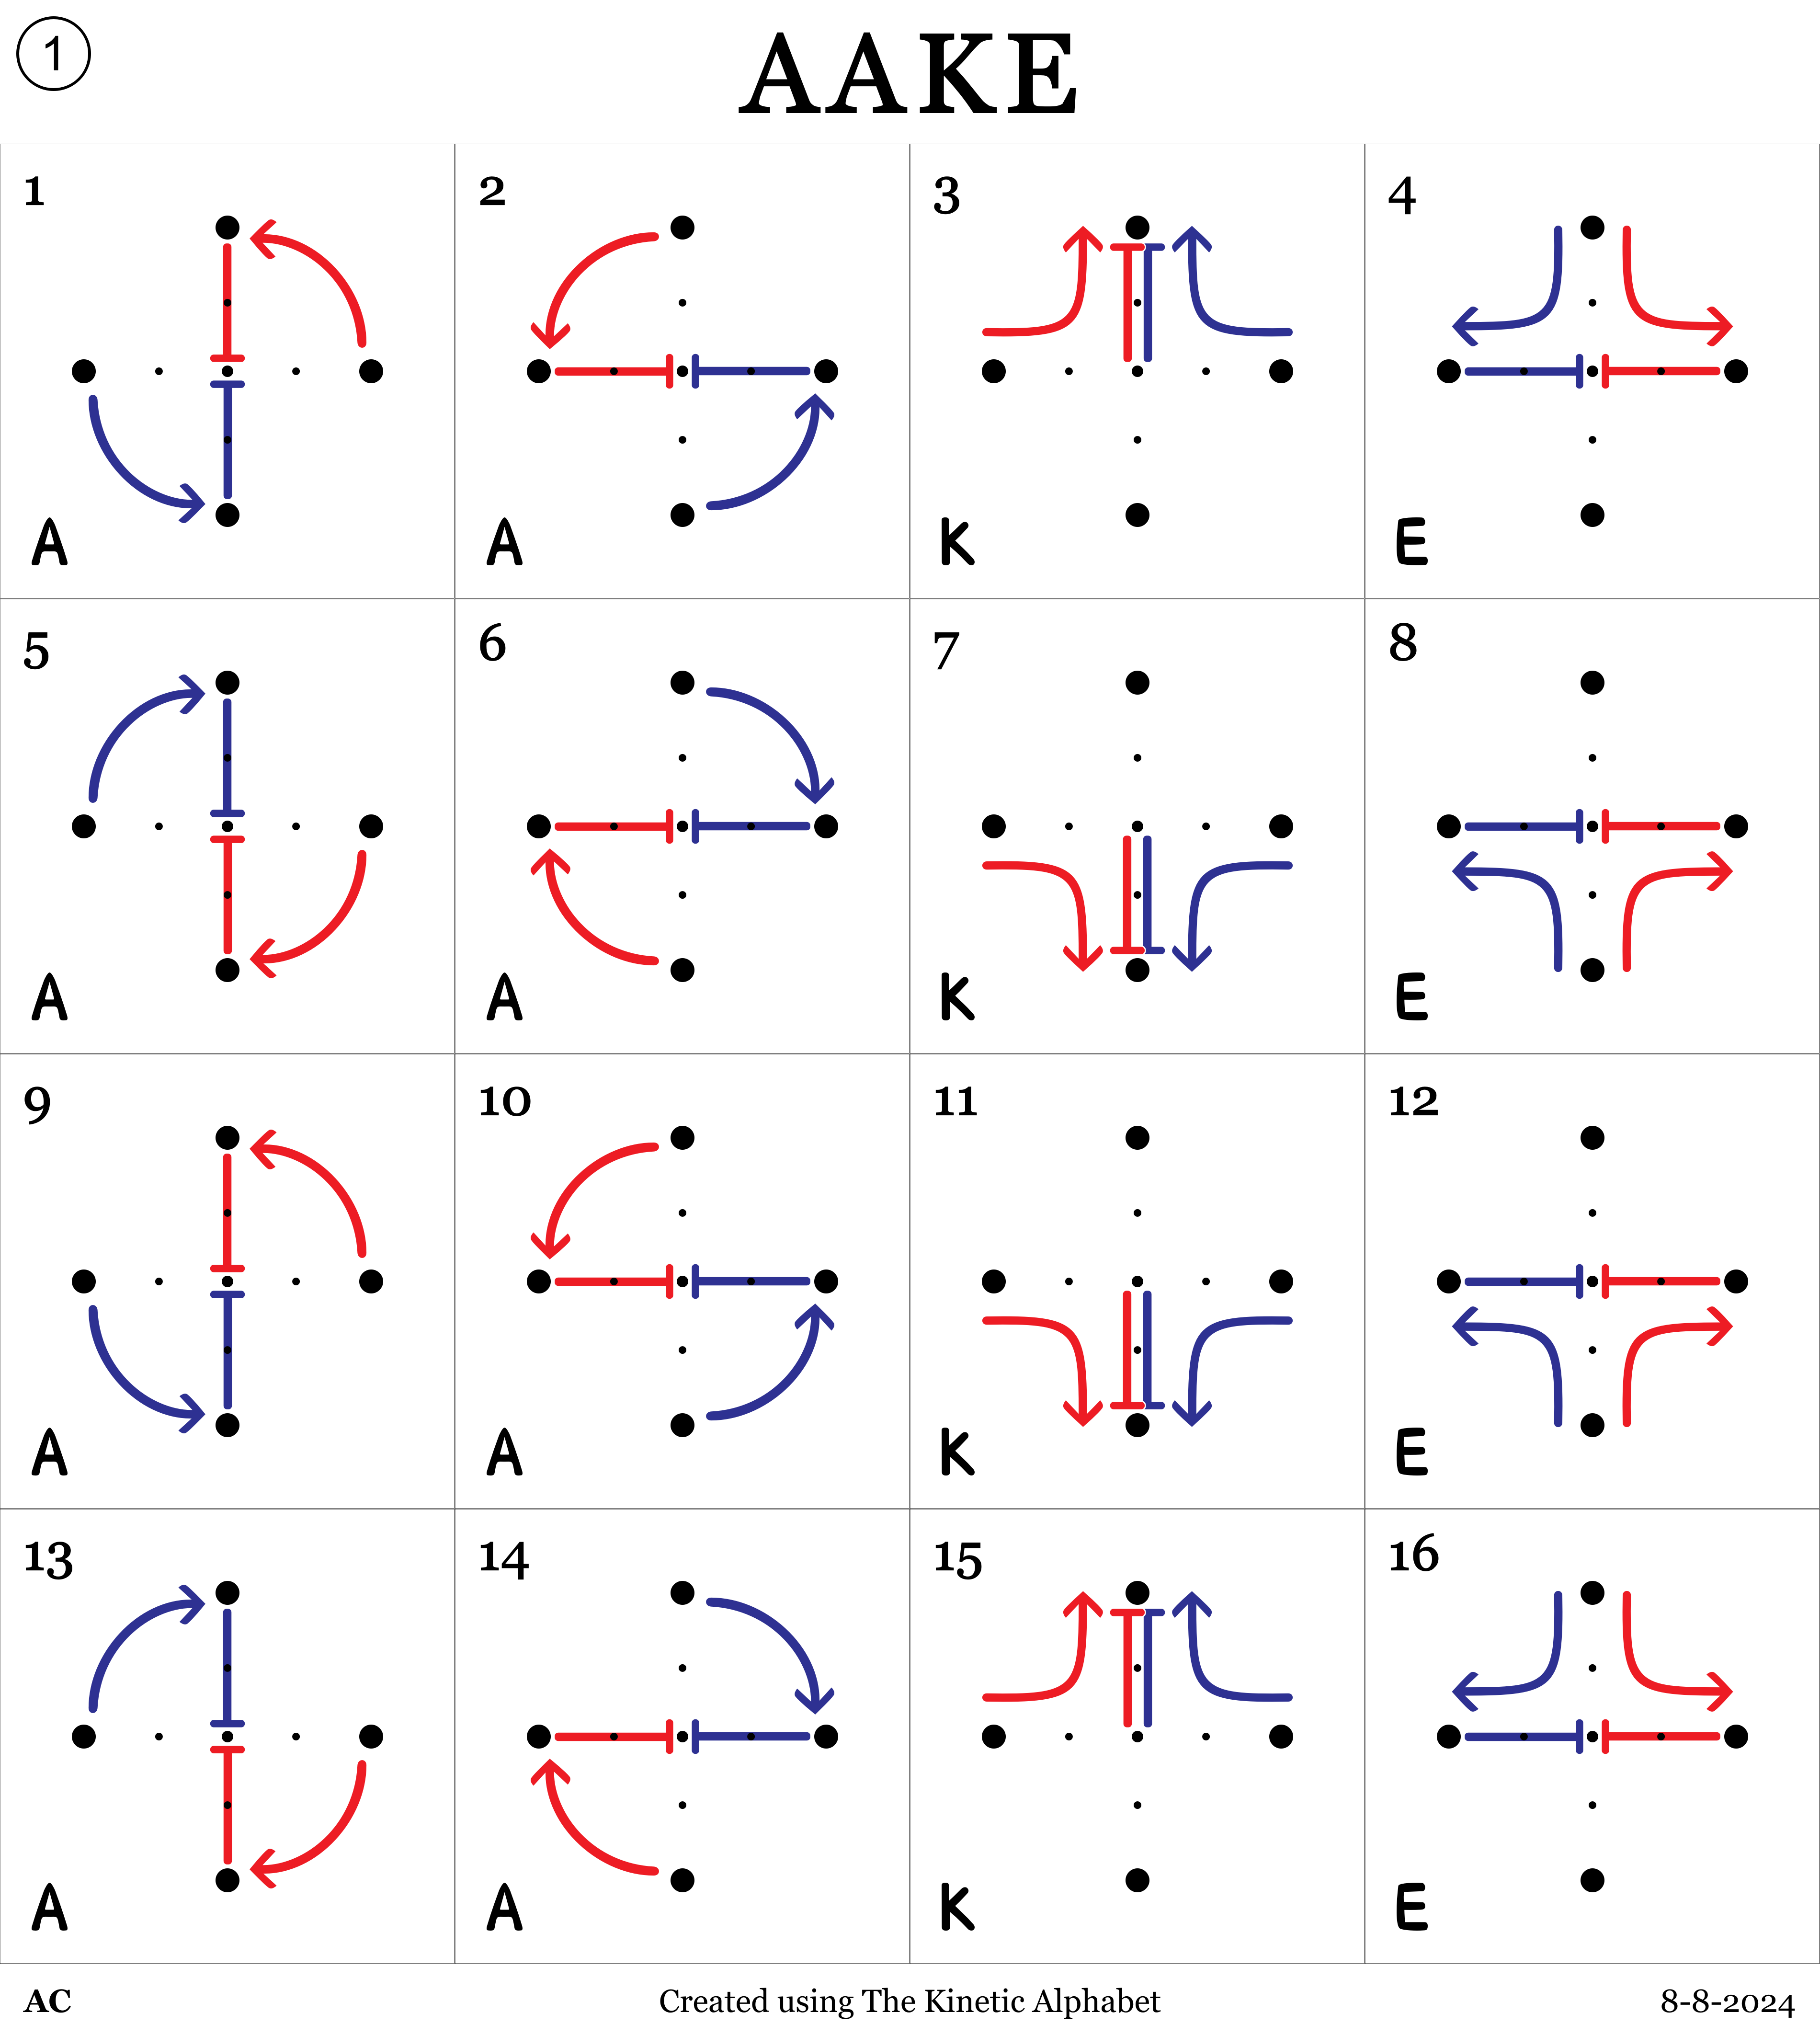 1
AAKE
1 2 3 4
A A K E
5 6 7 8
A A K E
9 10 11 12
A A K E
13 14 15 16
A A K E
AC Created using The Kinetic Alphabet 8-8-2024